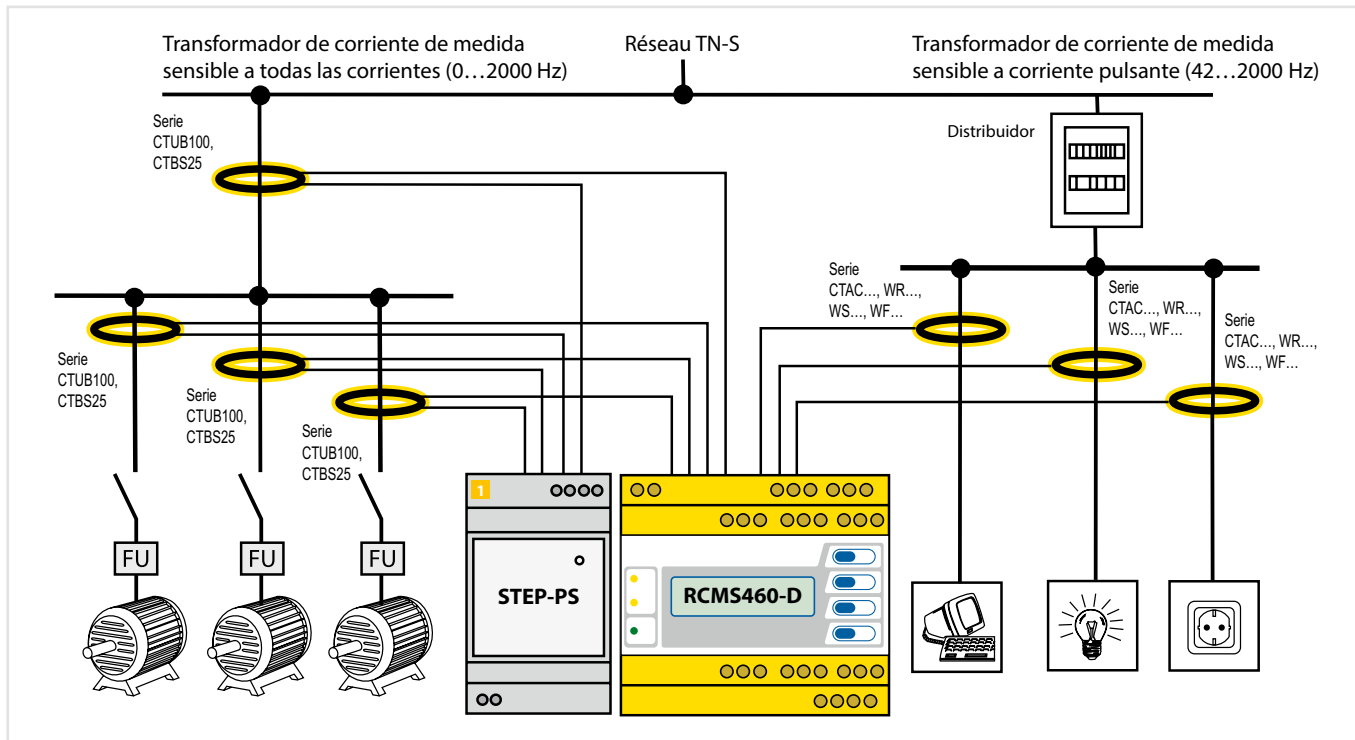 Transformador de corriente de medida
sensible a todas las corrientes (0…2000 Hz)
Réseau TN-S
Transformador de corriente de medida
sensible a corriente pulsante (42…2000 Hz)
Serie
CTUB100,
CTBS25
Distribuidor
Serie
CTAC…, WR…,
WS…, WF…
Serie
CTAC…, WR…,
WS…, WF…
Serie
CTAC…, WR…,
WS…, WF…
Serie
CTUB100,
CTBS25
Serie
CTUB100,
CTBS25
Serie
CTUB100,
CTBS25
1
FU
FU
FU
STEP-PS
RCMS460-D